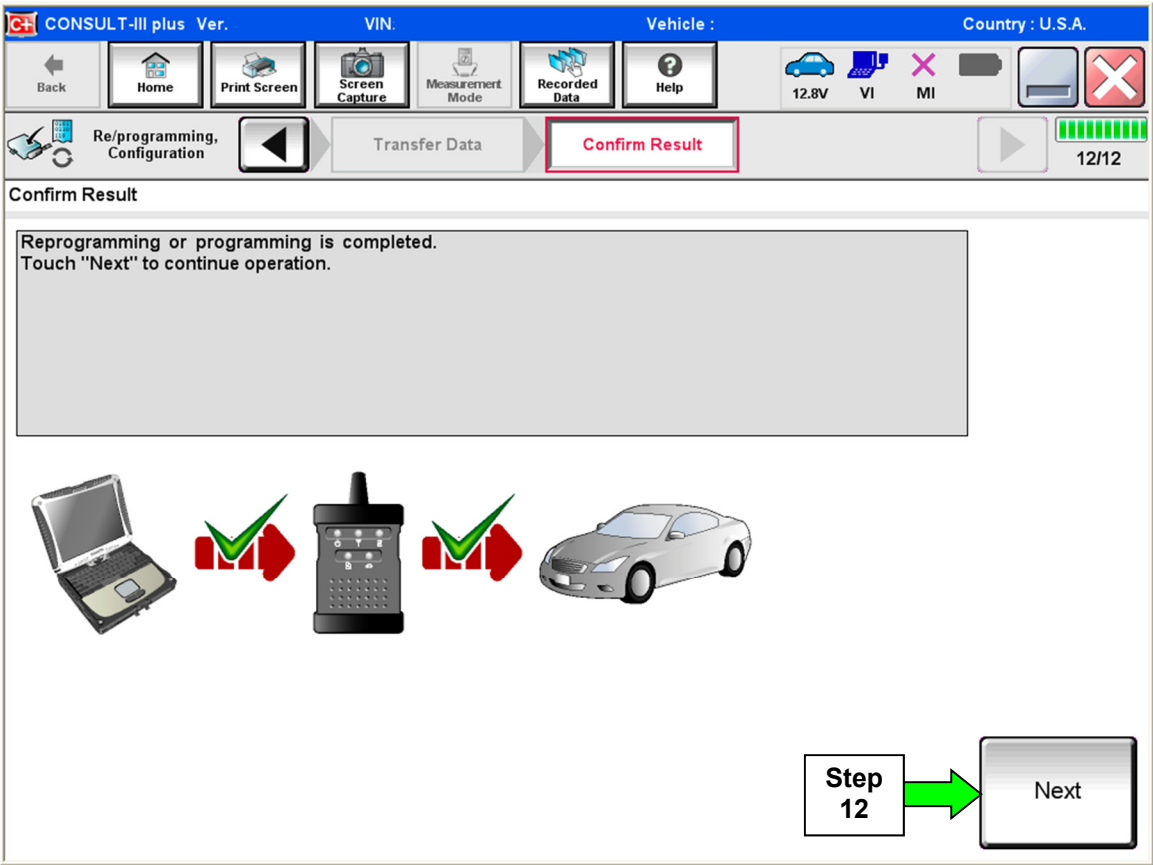 C+ CONSULT-III plus Ver. VIN: Vehicle : Country : U.S.A.
Back
Home
Print Screen
Screen
Capture
Measurement
Mode
Recorded
Data
Help
12.8V
VI
MI
Re/programming,
Configuration
Transfer Data
Confirm Result
12/12
Confirm Result
Reprogramming or programming is completed.
Touch "Next" to continue operation.
Step
12
Next